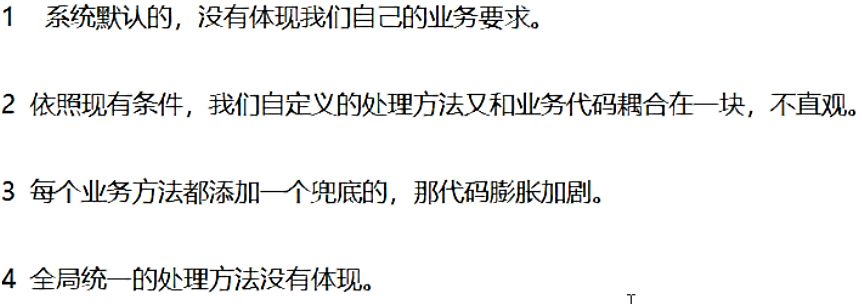 1 系统默认的，没有体现我们自己的业务要求。
2 依照现有条件，我们自定义的处理方法又和业务代码耦合在一块，不直观。
3 每个业务方法都添加一个兜底的，那代码膨胀加剧。
4 全局统一的处理方法没有体现。